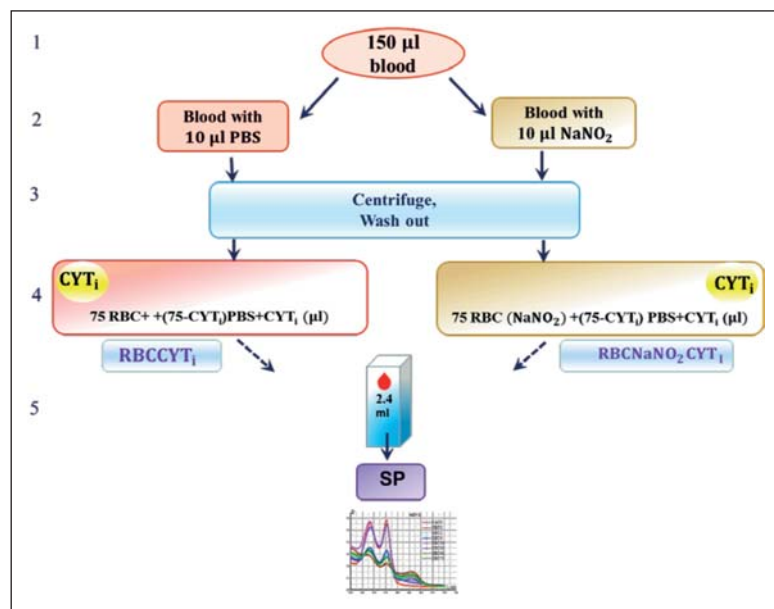 1
150 µl
blood
2
Blood with
10 µl PBS
Blood with
10 µl NaNO₂
3
Centrifuge,
Wash out
4
CYTᵢ
75 RBC+ +(75-CYTᵢ)PBS+CYTᵢ (µl)
CYTᵢ
75 RBC (NaNO₂) +(75-CYTᵢ) PBS+CYTᵢ (µl)
RBCCYTᵢ
RBCNaNO₂CYTᵢ
5
2.4
ml
SP